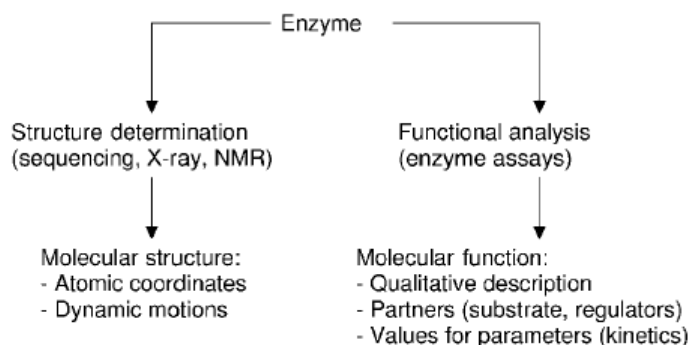 Enzyme
Structure determination
(sequencing, X-ray, NMR)
Functional analysis
(enzyme assays)
Molecular structure:
- Atomic coordinates
- Dynamic motions
Molecular function:
- Qualitative description
- Partners (substrate, regulators)
- Values for parameters (kinetics)